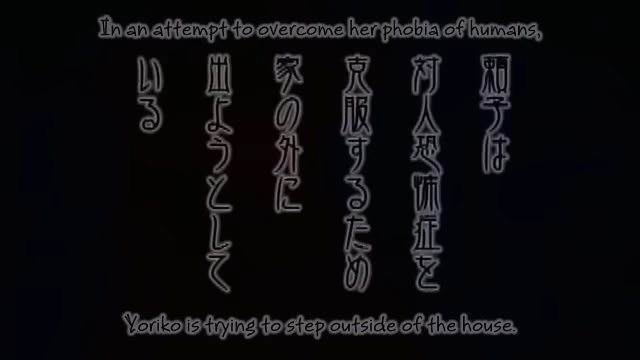 In an attempt to overcome her phobia of humans,
頼子は
対人恐怖症を
克服するため
家の外に
出ようとして
いる
Yoriko is trying to step outside of the house.